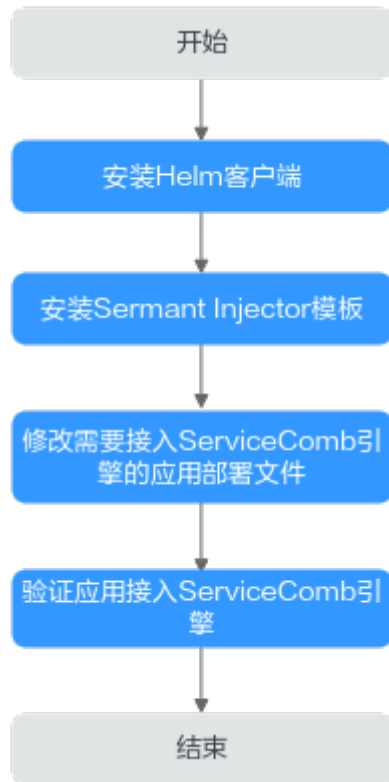 开始
安装Helm客户端
安装Sermant Injector模板
修改需要接入ServiceComb引
擎的应用部署文件
验证应用接入ServiceComb引
擎
结束